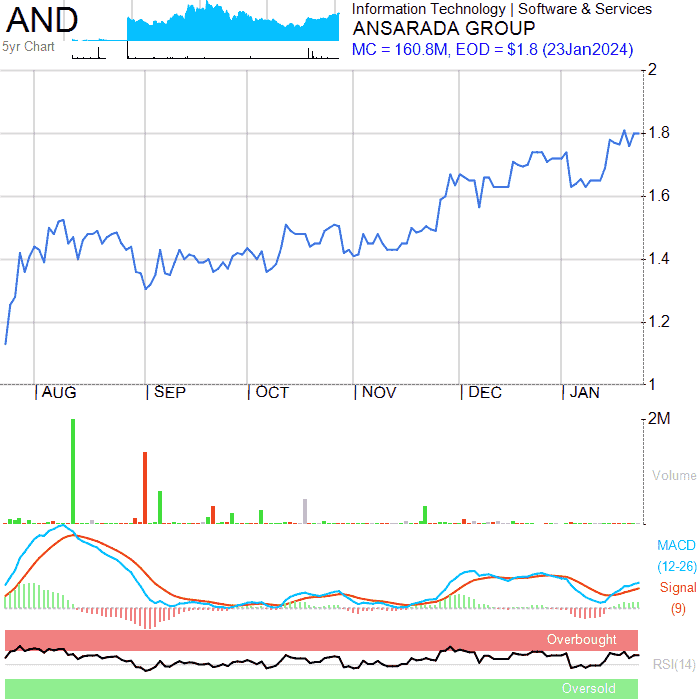 AND
5yr Chart
Information Technology | Software & Services
ANSARADA GROUP
MC = 160.8M, EOD = $1.8 (23Jan2024)
2
1.8
1.6
1.4
1.2
1
| AUG | SEP | OCT | NOV | DEC | JAN
2M
Volume
MACD
(12-26)
Signal
(9)
Overbought
RSI(14)
Oversold